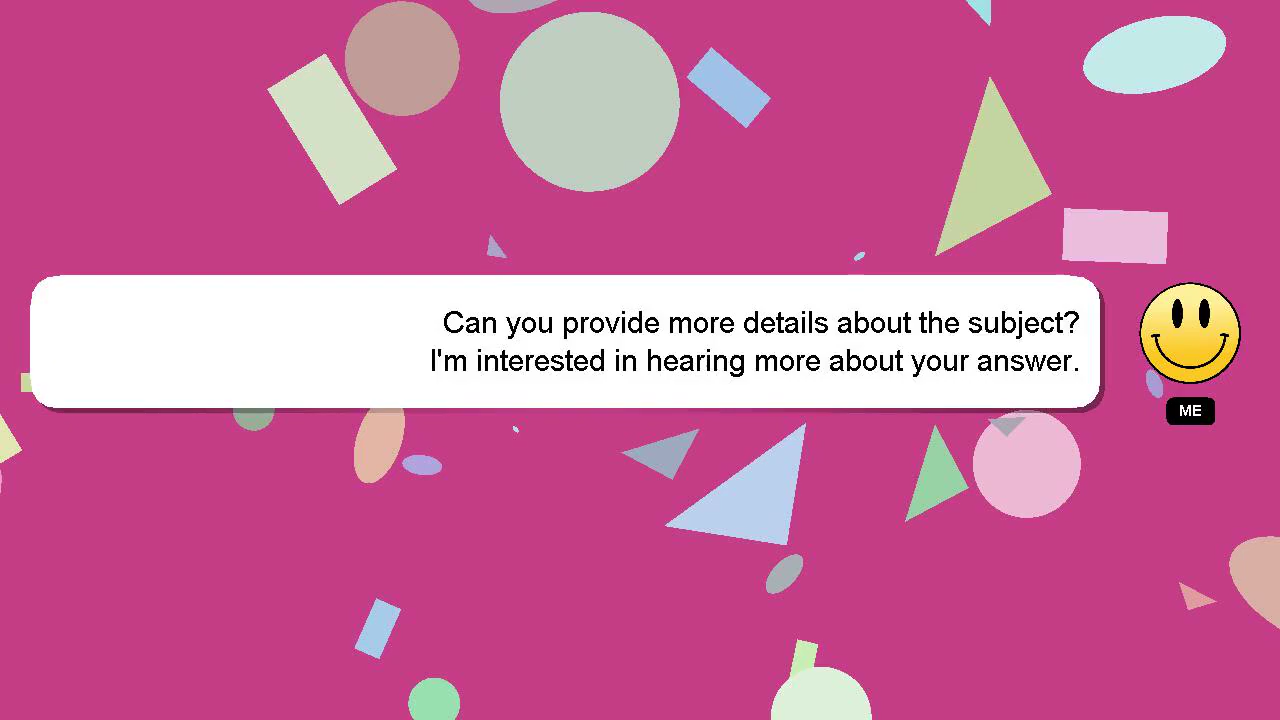 Can you provide more details about the subject?
I'm interested in hearing more about your answer.
ME